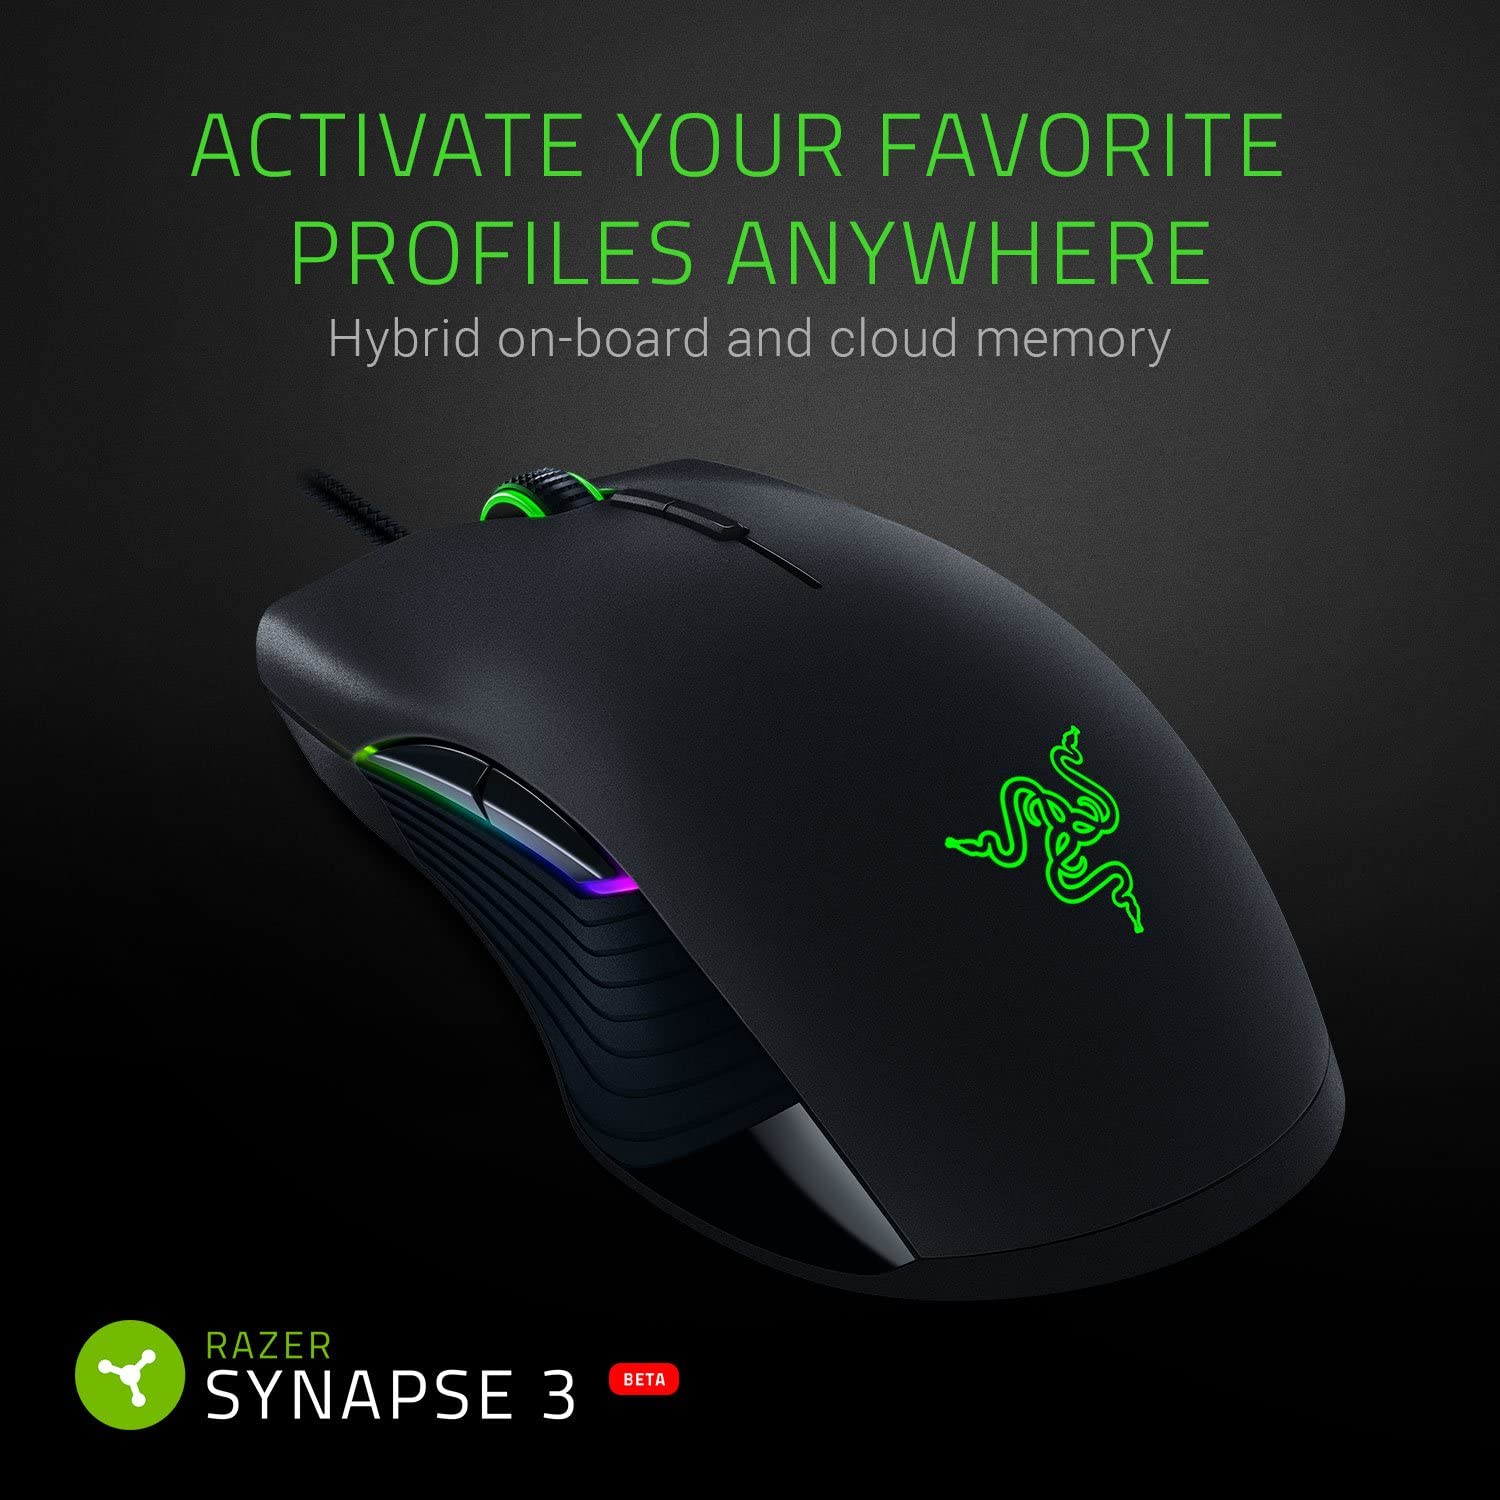 ACTIVATE YOUR FAVORITE
PROFILES ANYWHERE
Hybrid on-board and cloud memory
RAZER
SYNAPSE 3
BETA